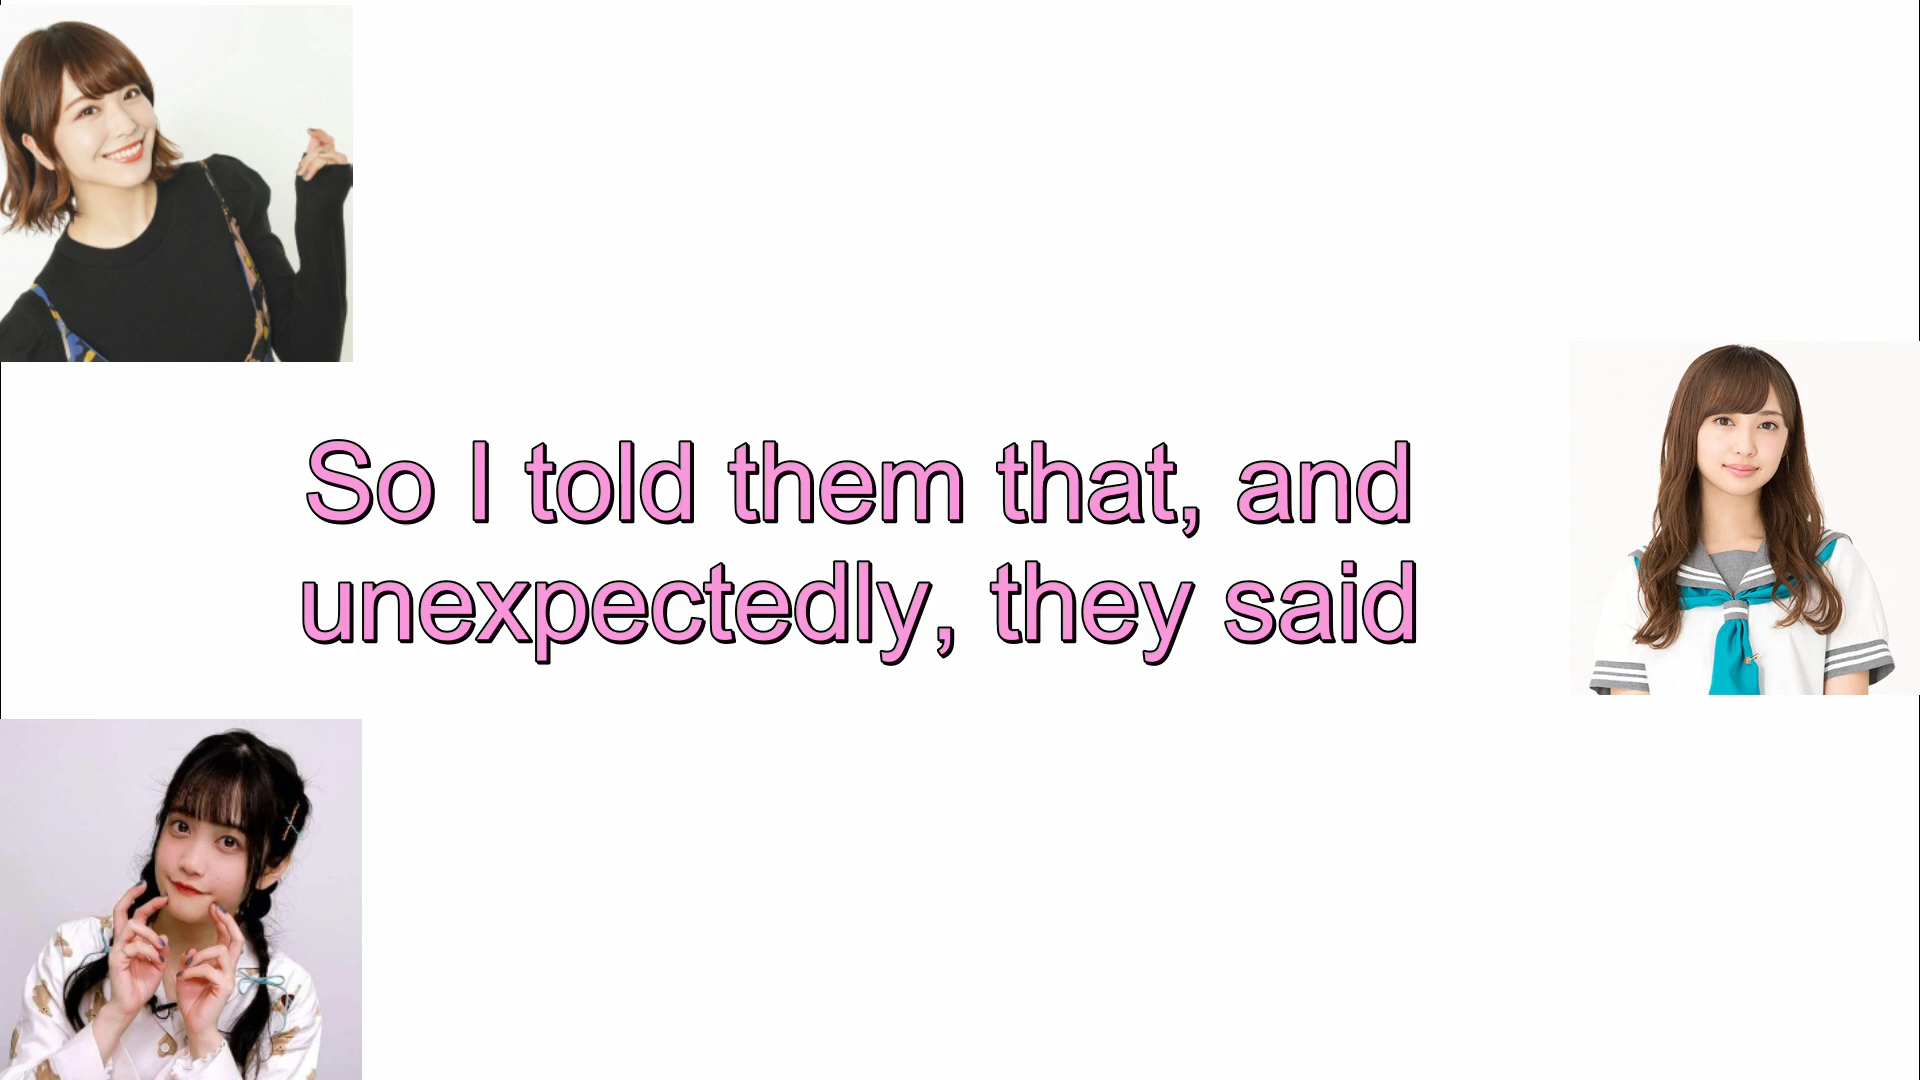 So I told them that, and
unexpectedly, they said